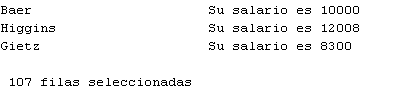 Baer Su salario es 10000
Higgins Su salario es 12008
Gietz Su salario es 8300
107 filas seleccionadas